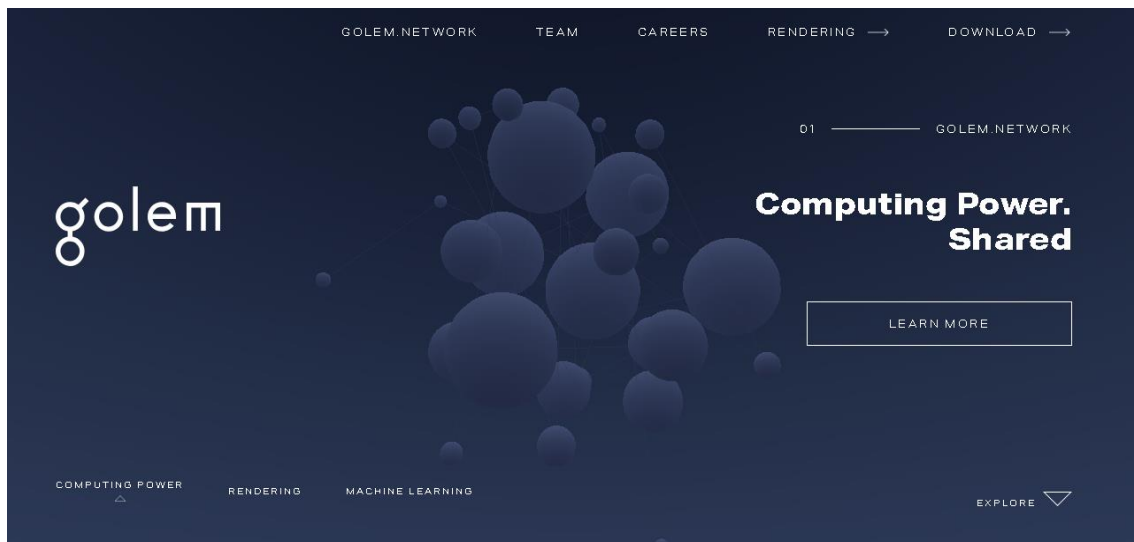 GOLEM.NETWORK TEAM CAREERS RENDERING DOWNLOAD
01 GOLEM.NETWORK
golem
Computing Power.
Shared
LEARN MORE
COMPUTING POWER RENDERING MACHINE LEARNING
EXPLORE